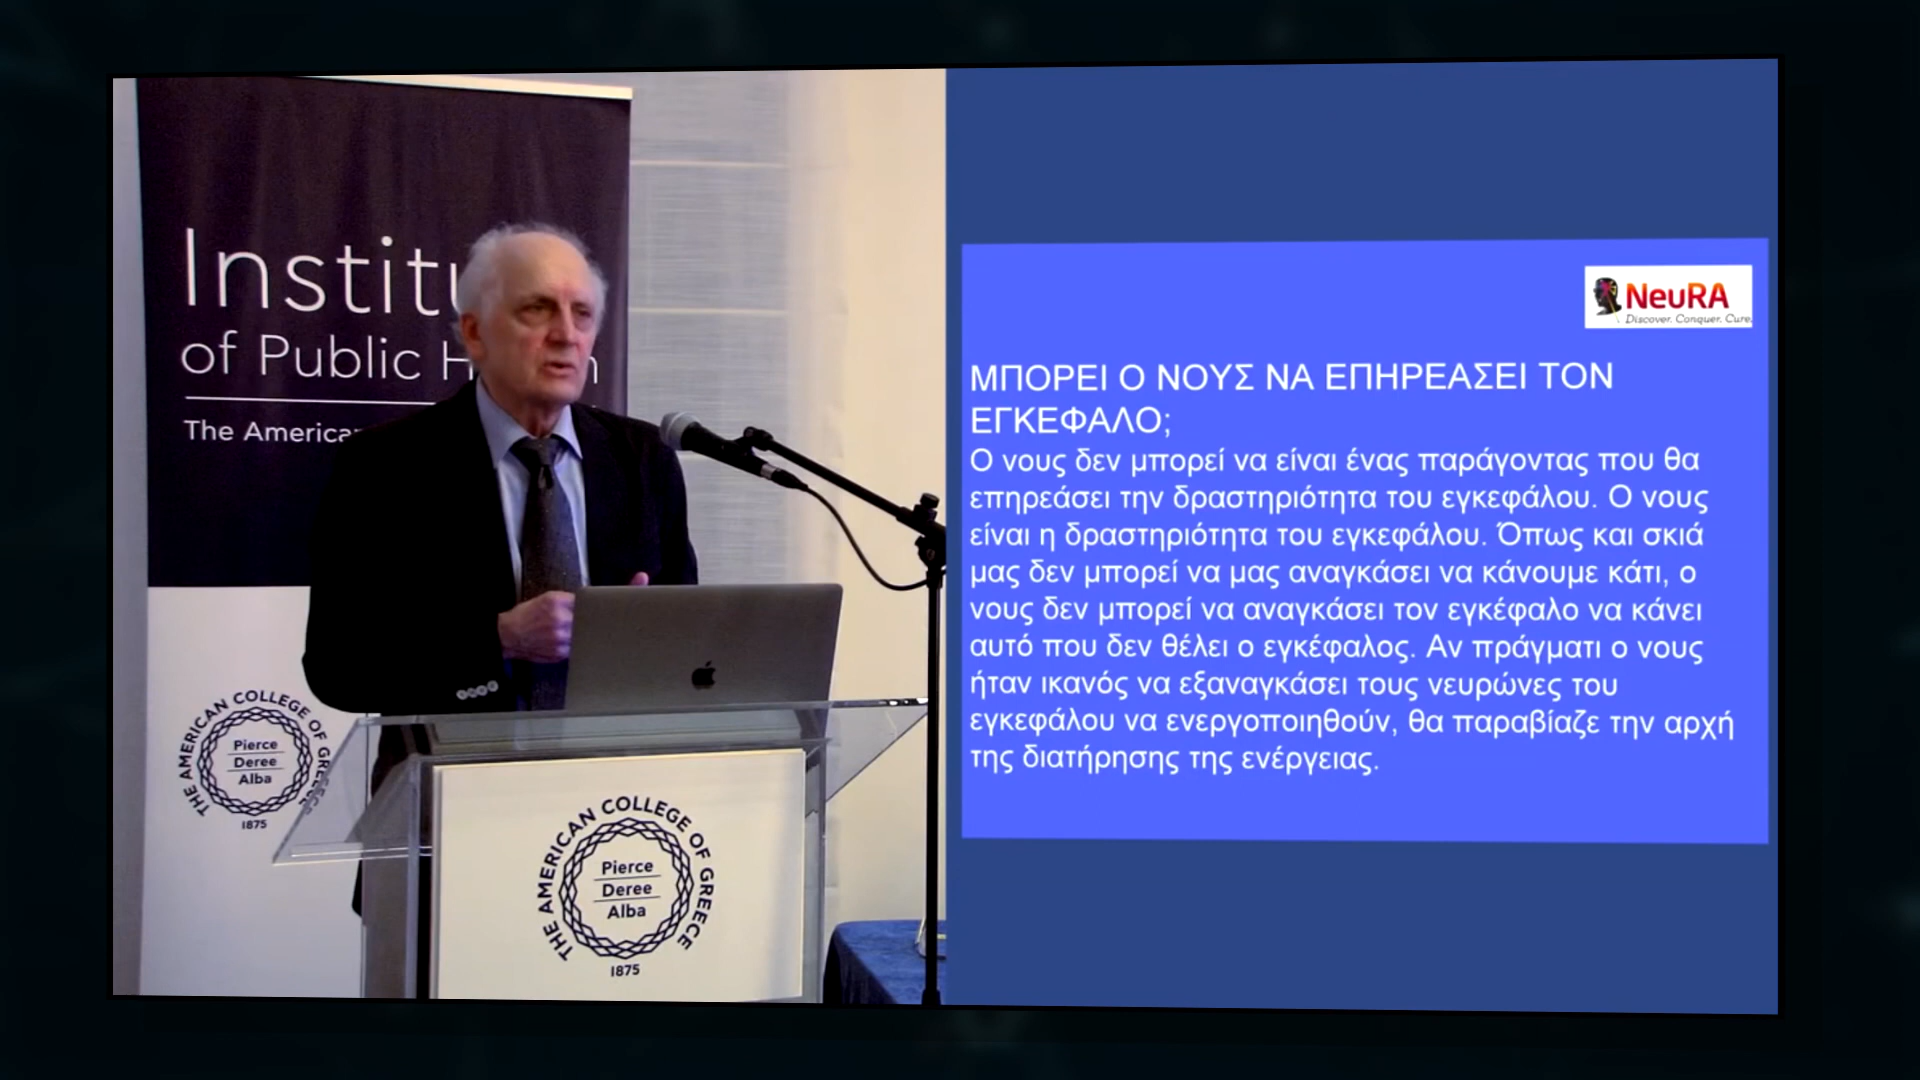 of Public
The
THE AMERICAN COLLEGE OF GREECE
Pierce
Deree
Alba
1875
THE AMERICAN COLLEGE OF GREECE
Pierce
Deree
Alba
1875
NeuRA
Discover. Conquer. Cure.
ΜΠΟΡΕΙ Ο ΝΟΥΣ ΝΑ ΕΠΗΡΕΑΣΕΙ ΤΟΝ
ΕΓΚΕΦΑΛΟ;
Ο νους δεν μπορεί να είναι ένας παράγοντας που θα
επηρεάσει την δραστηριότητα του εγκεφάλου. Ο νους
είναι η δραστηριότητα του εγκεφάλου. Όπως και σκιά
μας δεν μπορεί να μας αναγκάσει να κάνουμε κάτι, ο
νους δεν μπορεί να αναγκάσει τον εγκέφαλο να κάνει
αυτό που δεν θέλει ο εγκέφαλος. Αν πράγματι ο νους
ήταν ικανός να εξαναγκάσει τους νευρώνες του
εγκεφάλου να ενεργοποιηθούν, θα παραβίαζε την αρχή
της διατήρησης της ενέργειας.